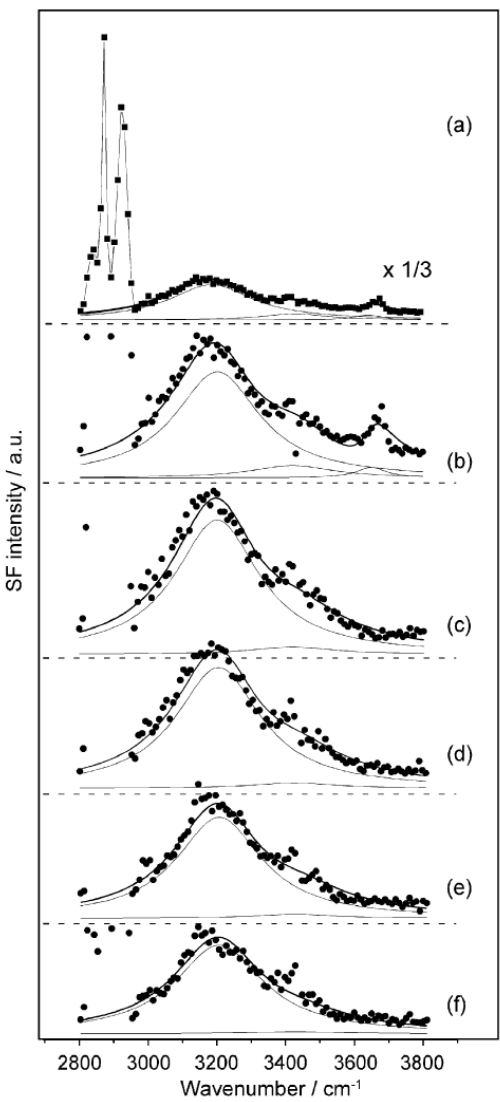 (a)
x 1/3
(b)
(c)
(d)
(e)
(f)
SF intensity / a.u.
2800 3000 3200 3400 3600 3800
Wavenumber / cm-1